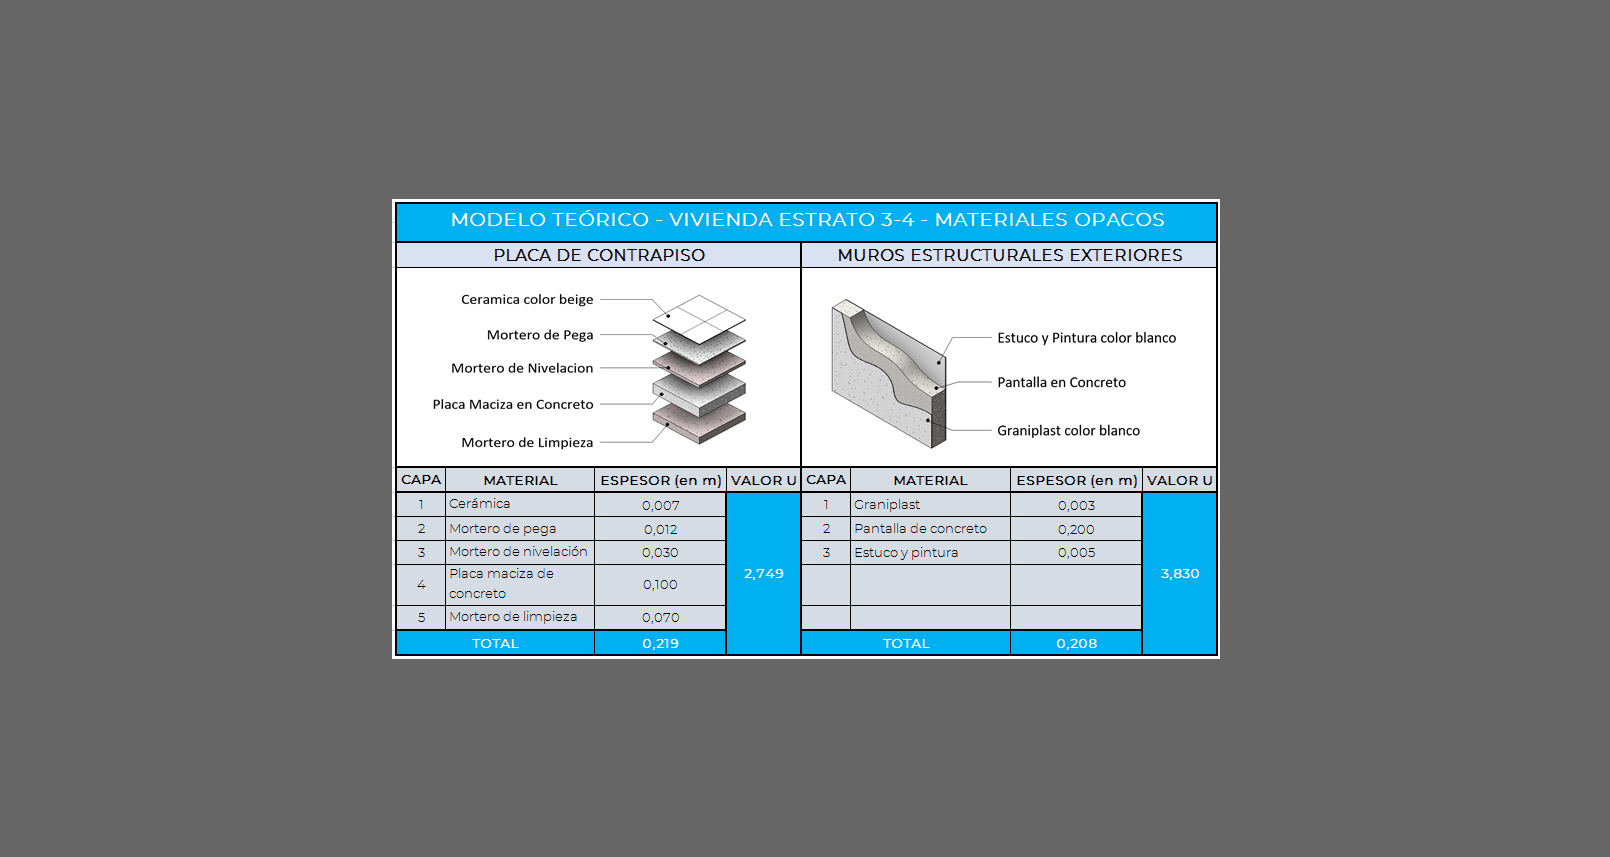 MODELO TEÓRICO - VIVIENDA ESTRATO 3-4 - MATERIALES OPACOS
PLACA DE CONTRAPISO
Ceramica color beige
Mortero de Pega
Mortero de Nivelacion
Placa Maciza en Concreto
Mortero de Limpieza
CAPA MATERIAL ESPESOR (en m) VALOR U
1 Cerámica 0,007
2 Mortero de pega 0,012
3 Mortero de nivelación 0,030
4 Placa maciza de
concreto 0,100
5 Mortero de limpieza 0,070
2,749
TOTAL 0,219
MUROS ESTRUCTURALES EXTERIORES
Estuco y Pintura color blanco
Pantalla en Concreto
Graniplast color blanco
CAPA MATERIAL ESPESOR (en m) VALOR U
1 Graniplast 0,003
2 Pantalla de concreto 0,200
3 Estuco y pintura 0,005
3,830
TOTAL 0,208